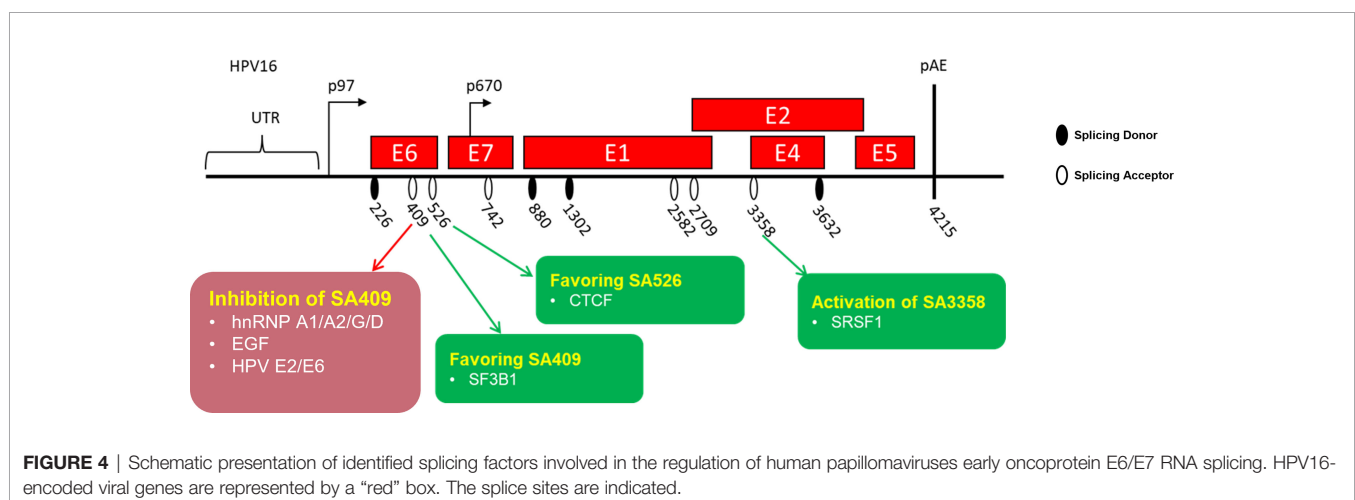 HPV16
UTR
p97
p670
pAE
E2
E6
E7
E1
E4
E5
226
409
526
742
880
1302
2582
2709
3358
3632
4215
Splicing Donor
Splicing Acceptor
Inhibition of SA409
• hnRNP A1/A2/G/D
• EGF
• HPV E2/E6
Favoring SA409
• SF3B1
Favoring SA526
• CTCF
Activation of SA3358
• SRSF1
FIGURE 4 | Schematic presentation of identified splicing factors involved in the regulation of human papillomaviruses early oncoprotein E6/E7 RNA splicing. HPV16-
encoded viral genes are represented by a “red” box. The splice sites are indicated.